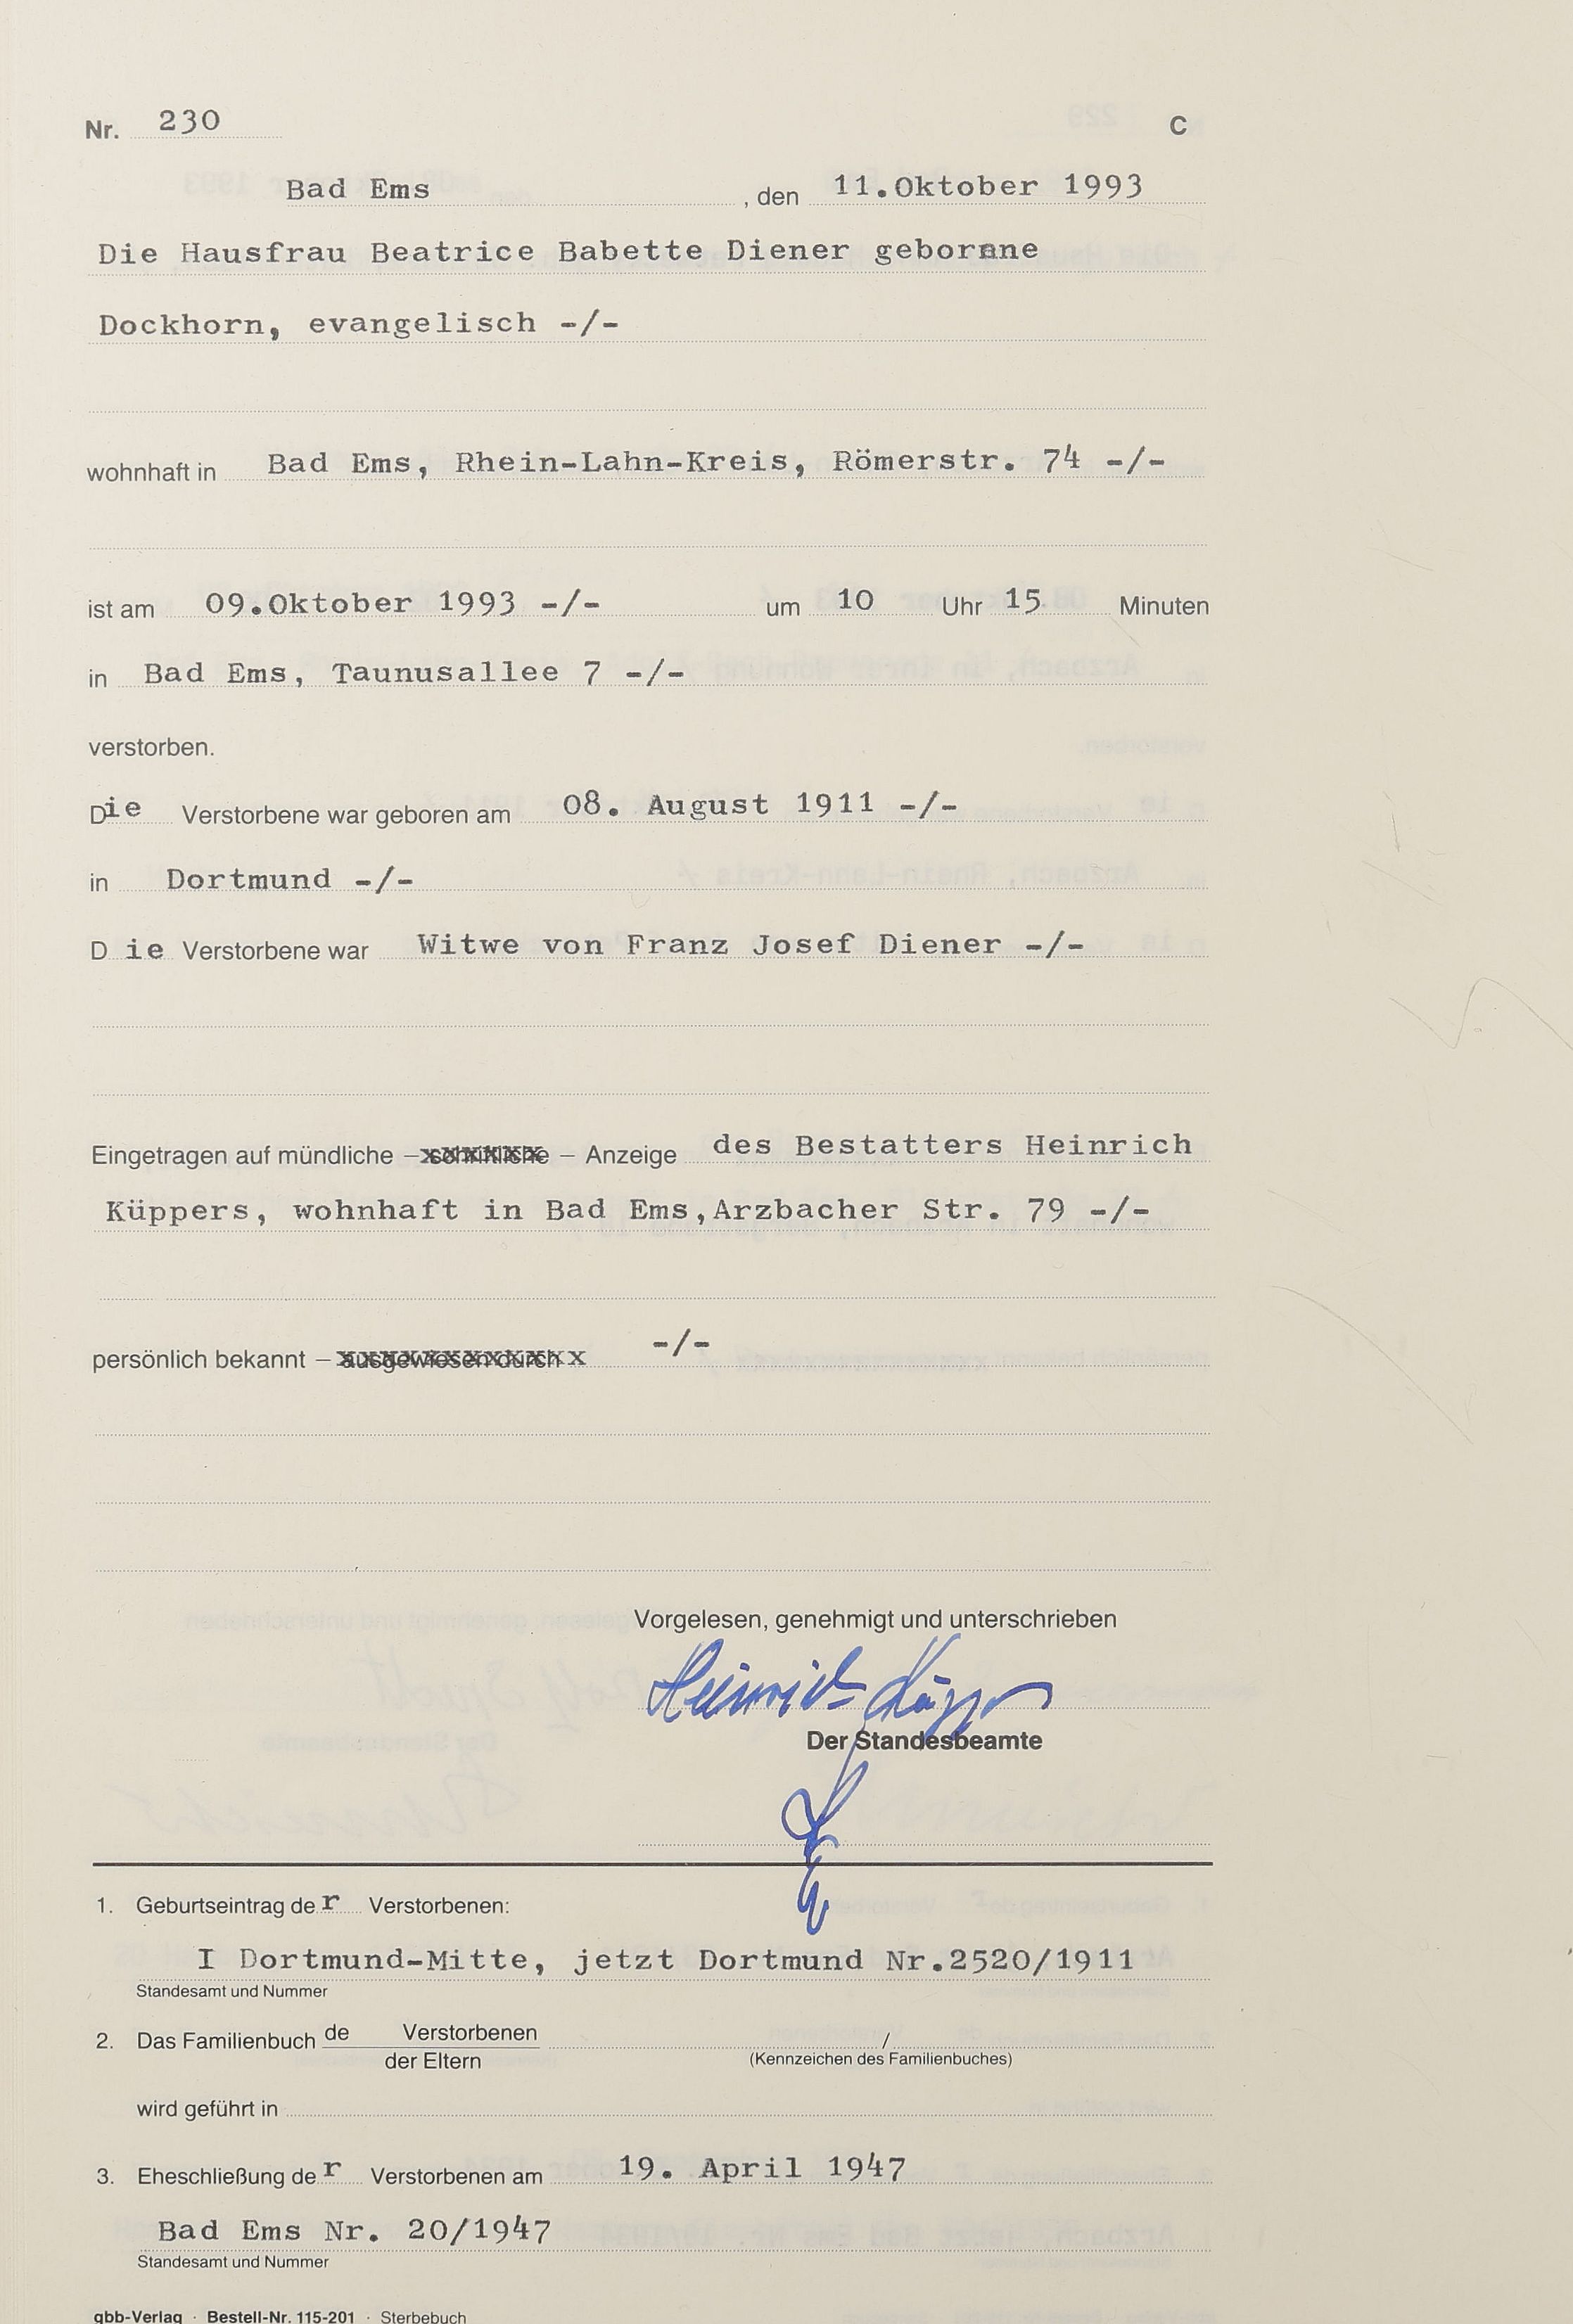 Nr. 230 C
Bad Ems , den 11.Oktober 1993
Die Hausfrau Beatrice Babette Diener geborene
Dockhorn, evangelisch -/-
wohnhaft in Bad Ems, Rhein-Lahn-Kreis, Römerstr. 74 -/-
ist am 09.Oktober 1993 -/- um 10 Uhr 15 Minuten
in Bad Ems, Taunusallee 7 -/-
verstorben.
Die Verstorbene war geboren am 08. August 1911 -/-
in Dortmund -/-
Die Verstorbene war Witwe von Franz Josef Diener -/-
Eingetragen auf mündliche – schriftliche – Anzeige des Bestatters Heinrich
Küppers, wohnhaft in Bad Ems,Arzbacher Str. 79 -/-
persönlich bekannt – ausgewiesen durch -/-
Vorgelesen, genehmigt und unterschrieben
Heinrich Küppers
Der Standesbeamte
1. Geburtseintrag der Verstorbenen:
I Dortmund-Mitte, jetzt Dortmund Nr.2520/1911
Standesamt und Nummer
2. Das Familienbuch de Verstorbenen /
der Eltern (Kennzeichen des Familienbuches)
wird geführt in
3. Eheschließung der Verstorbenen am 19. April 1947
Bad Ems Nr. 20/1947
Standesamt und Nummer
gbb-Verlag · Bestell-Nr. 115-201 · Sterbebuch